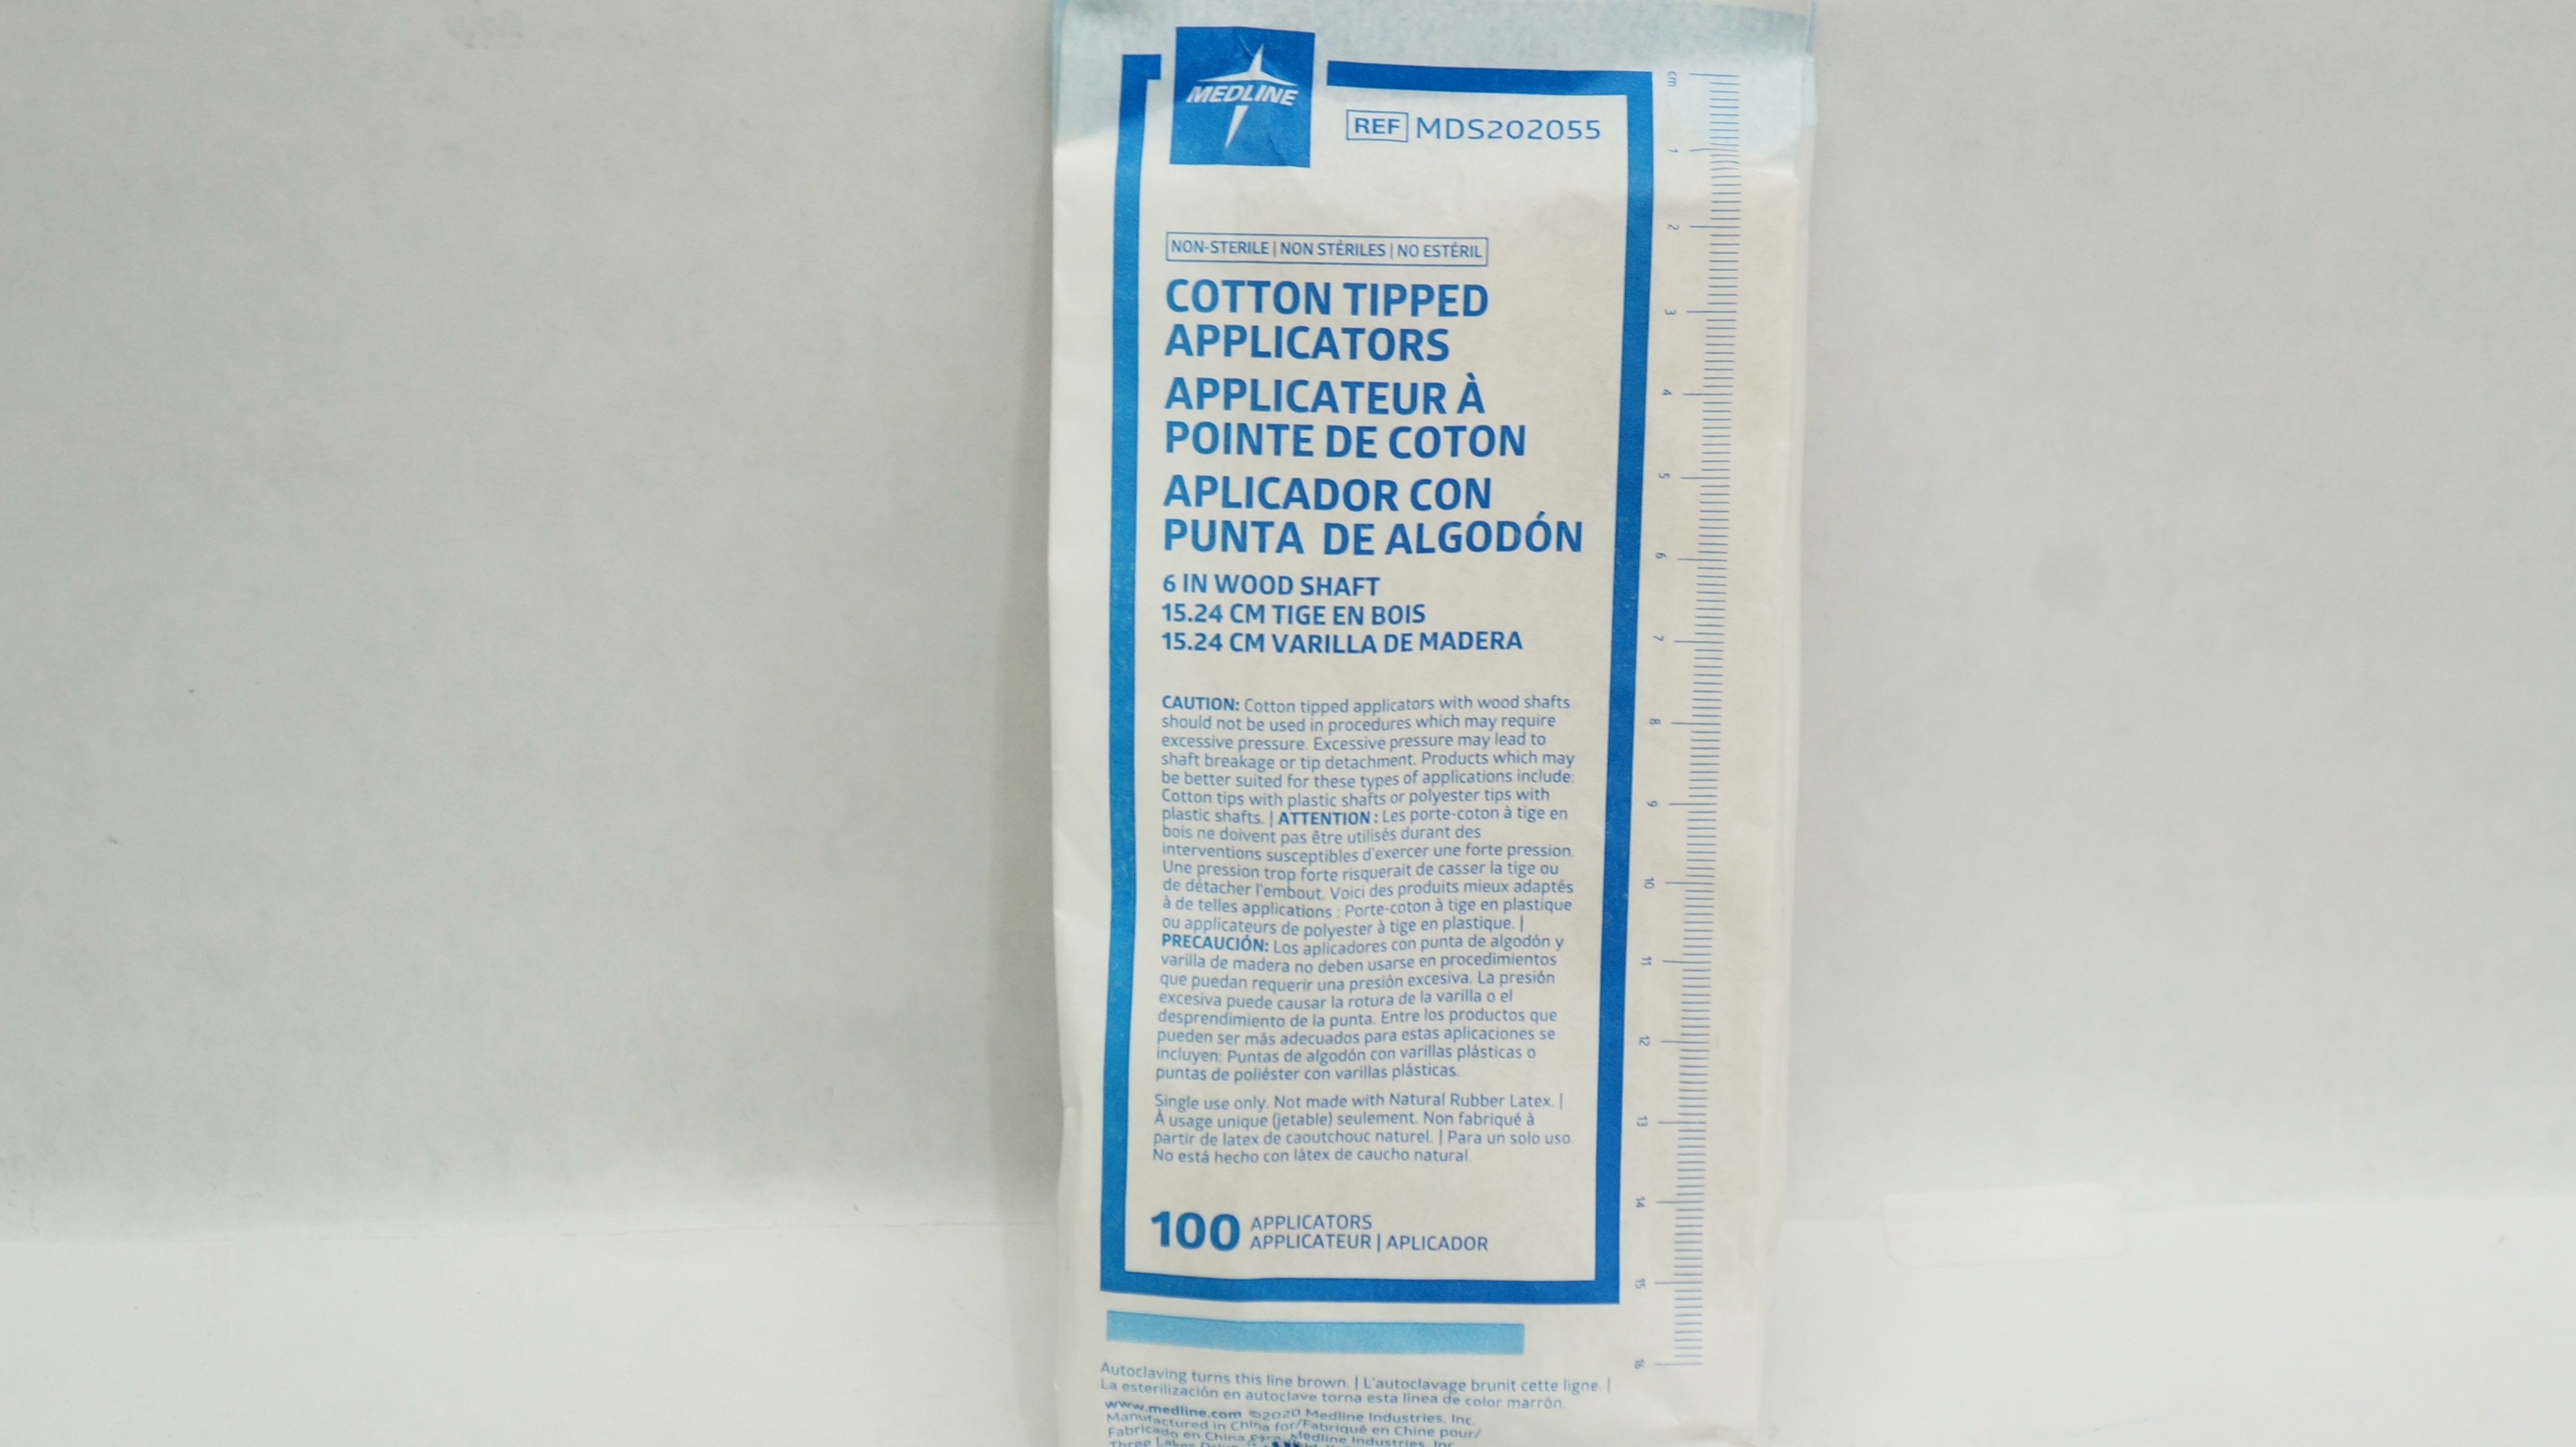 MEDLINE
REF MDS202055
NON-STERILE | NON STÉRILES | NO ESTÉRIL
COTTON TIPPED
APPLICATORS
APPLICATEUR À
POINTE DE COTON
APLICADOR CON
PUNTA DE ALGODÓN
6 IN WOOD SHAFT
15.24 CM TIGE EN BOIS
15.24 CM VARILLA DE MADERA
CAUTION: Cotton tipped applicators with wood shafts
should not be used in procedures which may require
excessive pressure. Excessive pressure may lead to
shaft breakage or tip detachment. Products which may
be better suited for these types of applications include:
Cotton tips with plastic shafts or polyester tips with
plastic shafts. | ATTENTION : Les porte-coton à tige en
bois ne doivent pas être utilisés durant des
interventions susceptibles d'exercer une forte pression.
Une pression trop forte risquerait de casser la tige ou
de détacher l'embout. Voici des produits mieux adaptés
à de telles applications : Porte-coton à tige en plastique
ou applicateurs de polyester à tige en plastique. |
PRECAUCIÓN: Los aplicadores con punta de algodón y
varilla de madera no deben usarse en procedimientos
que puedan requerir una presión excesiva. La presión
excesiva puede causar la rotura de la varilla o el
desprendimiento de la punta. Entre los productos que
pueden ser más adecuados para estas aplicaciones se
incluyen: Puntas de algodón con varillas plásticas o
puntas de poliéster con varillas plásticas.
Single use only. Not made with Natural Rubber Latex. |
À usage unique (jetable) seulement. Non fabriqué à
partir de latex de caoutchouc naturel. | Para un solo uso.
No está hecho con látex de caucho natural.
100 APPLICATORS
APPLICATEUR | APLICADOR
cm
1
2
3
4
5
6
7
8
9
10
11
12
13
14
15
16
Autoclaving turns this line brown. | L'autoclavage brunit cette ligne. |
La esterilización en autoclave torna esta línea de color marrón.
www.medline.com ©2020 Medline Industries, Inc.
Manufactured in China for/Fabriqué en Chine pour/
Fabricado en China para: Medline Industries, Inc.
Three Lakes